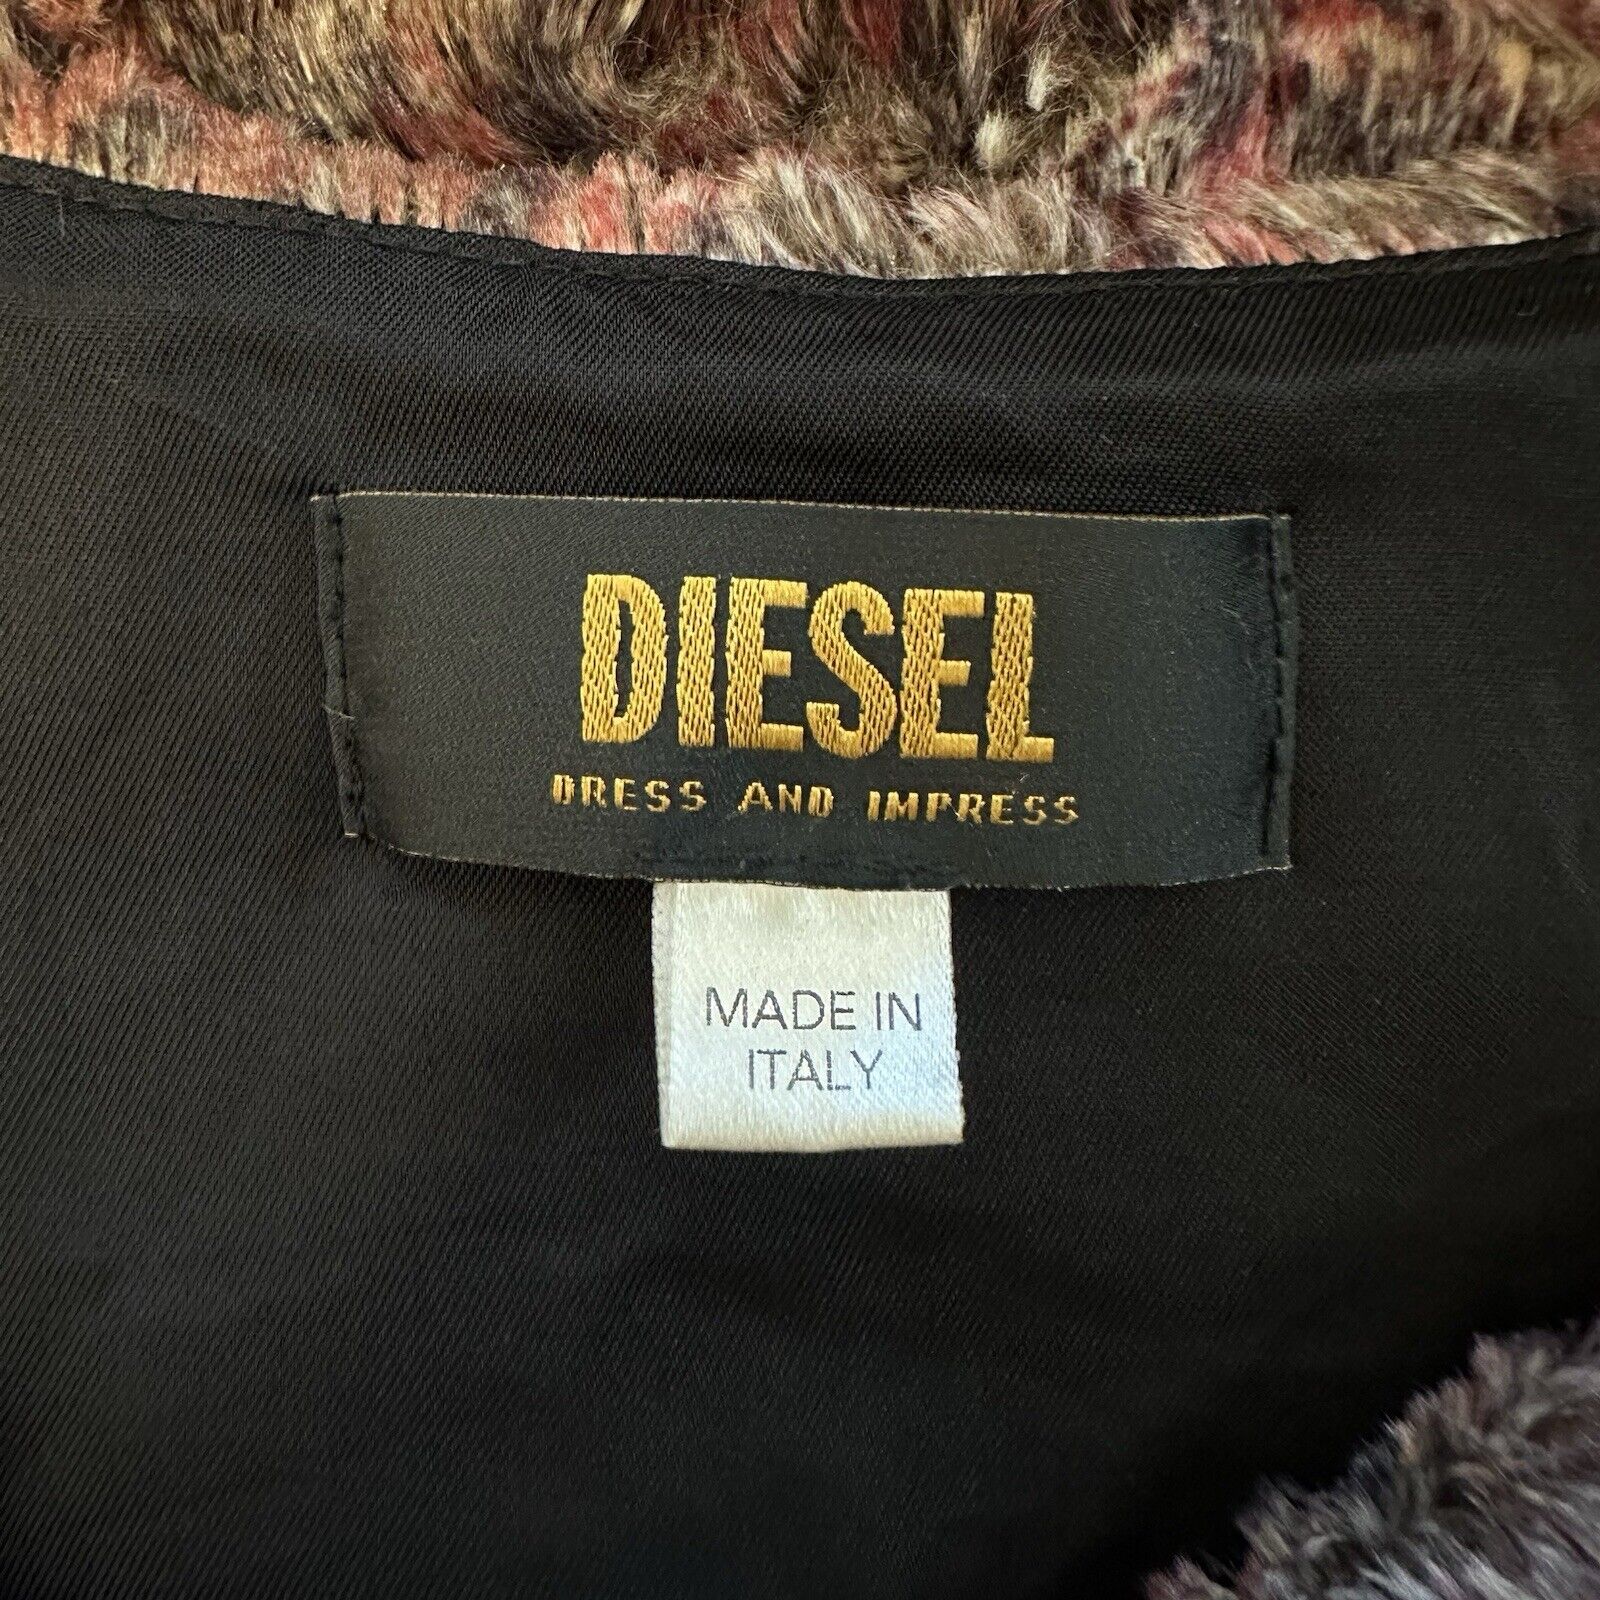 DIESEL
DRESS AND IMPRESS
MADE IN
ITALY